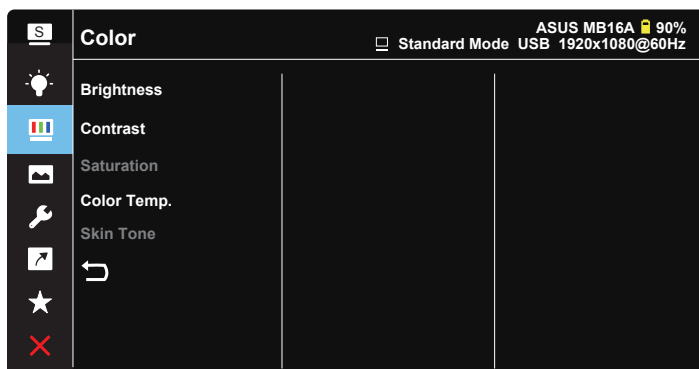 S
Color
ASUS MB16A 90%
Standard Mode USB 1920x1080@60Hz
Brightness
Contrast
Saturation
Color Temp.
Skin Tone